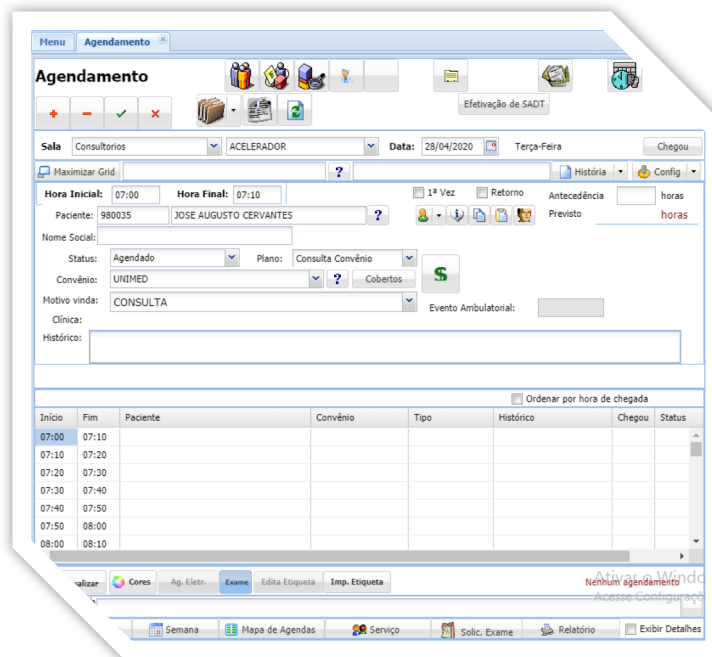 Menu Agendamento
Agendamento
Efetivação de SADT
Sala Consultorios ACELERADOR Data: 28/04/2020 Terça-Feira Chegou
Maximizar Grid ? História Config
Hora Inicial: 07:00 Hora Final: 07:10 1ª Vez Retorno Antecedência horas
Paciente: 980035 JOSE AUGUSTO CERVANTES ? Previsto horas
Nome Social:
Status: Agendado Plano: Consulta Convênio
Convênio: UNIMED ? Cobertos $
Motivo vinda: CONSULTA Evento Ambulatorial:
Clínica:
Histórico:
Ordenar por hora de chegada
Início Fim Paciente Convênio Tipo Histórico Chegou Status
07:00 07:10
07:10 07:20
07:20 07:30
07:30 07:40
07:40 07:50
07:50 08:00
08:00 08:10
Cores Ag. Eletr. Exame Edita Etiqueta Imp. Etiqueta Nenhum agendamento
Ativar o Windo
Acesse Configuraçõ
Semana Mapa de Agendas Serviço Solic. Exame Relatório Exibir Detalhes